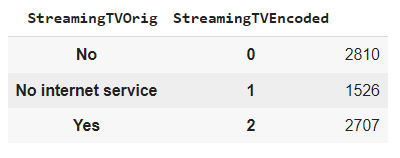 StreamingTVOrig StreamingTVEncoded
No 0 2810
No internet service 1 1526
Yes 2 2707